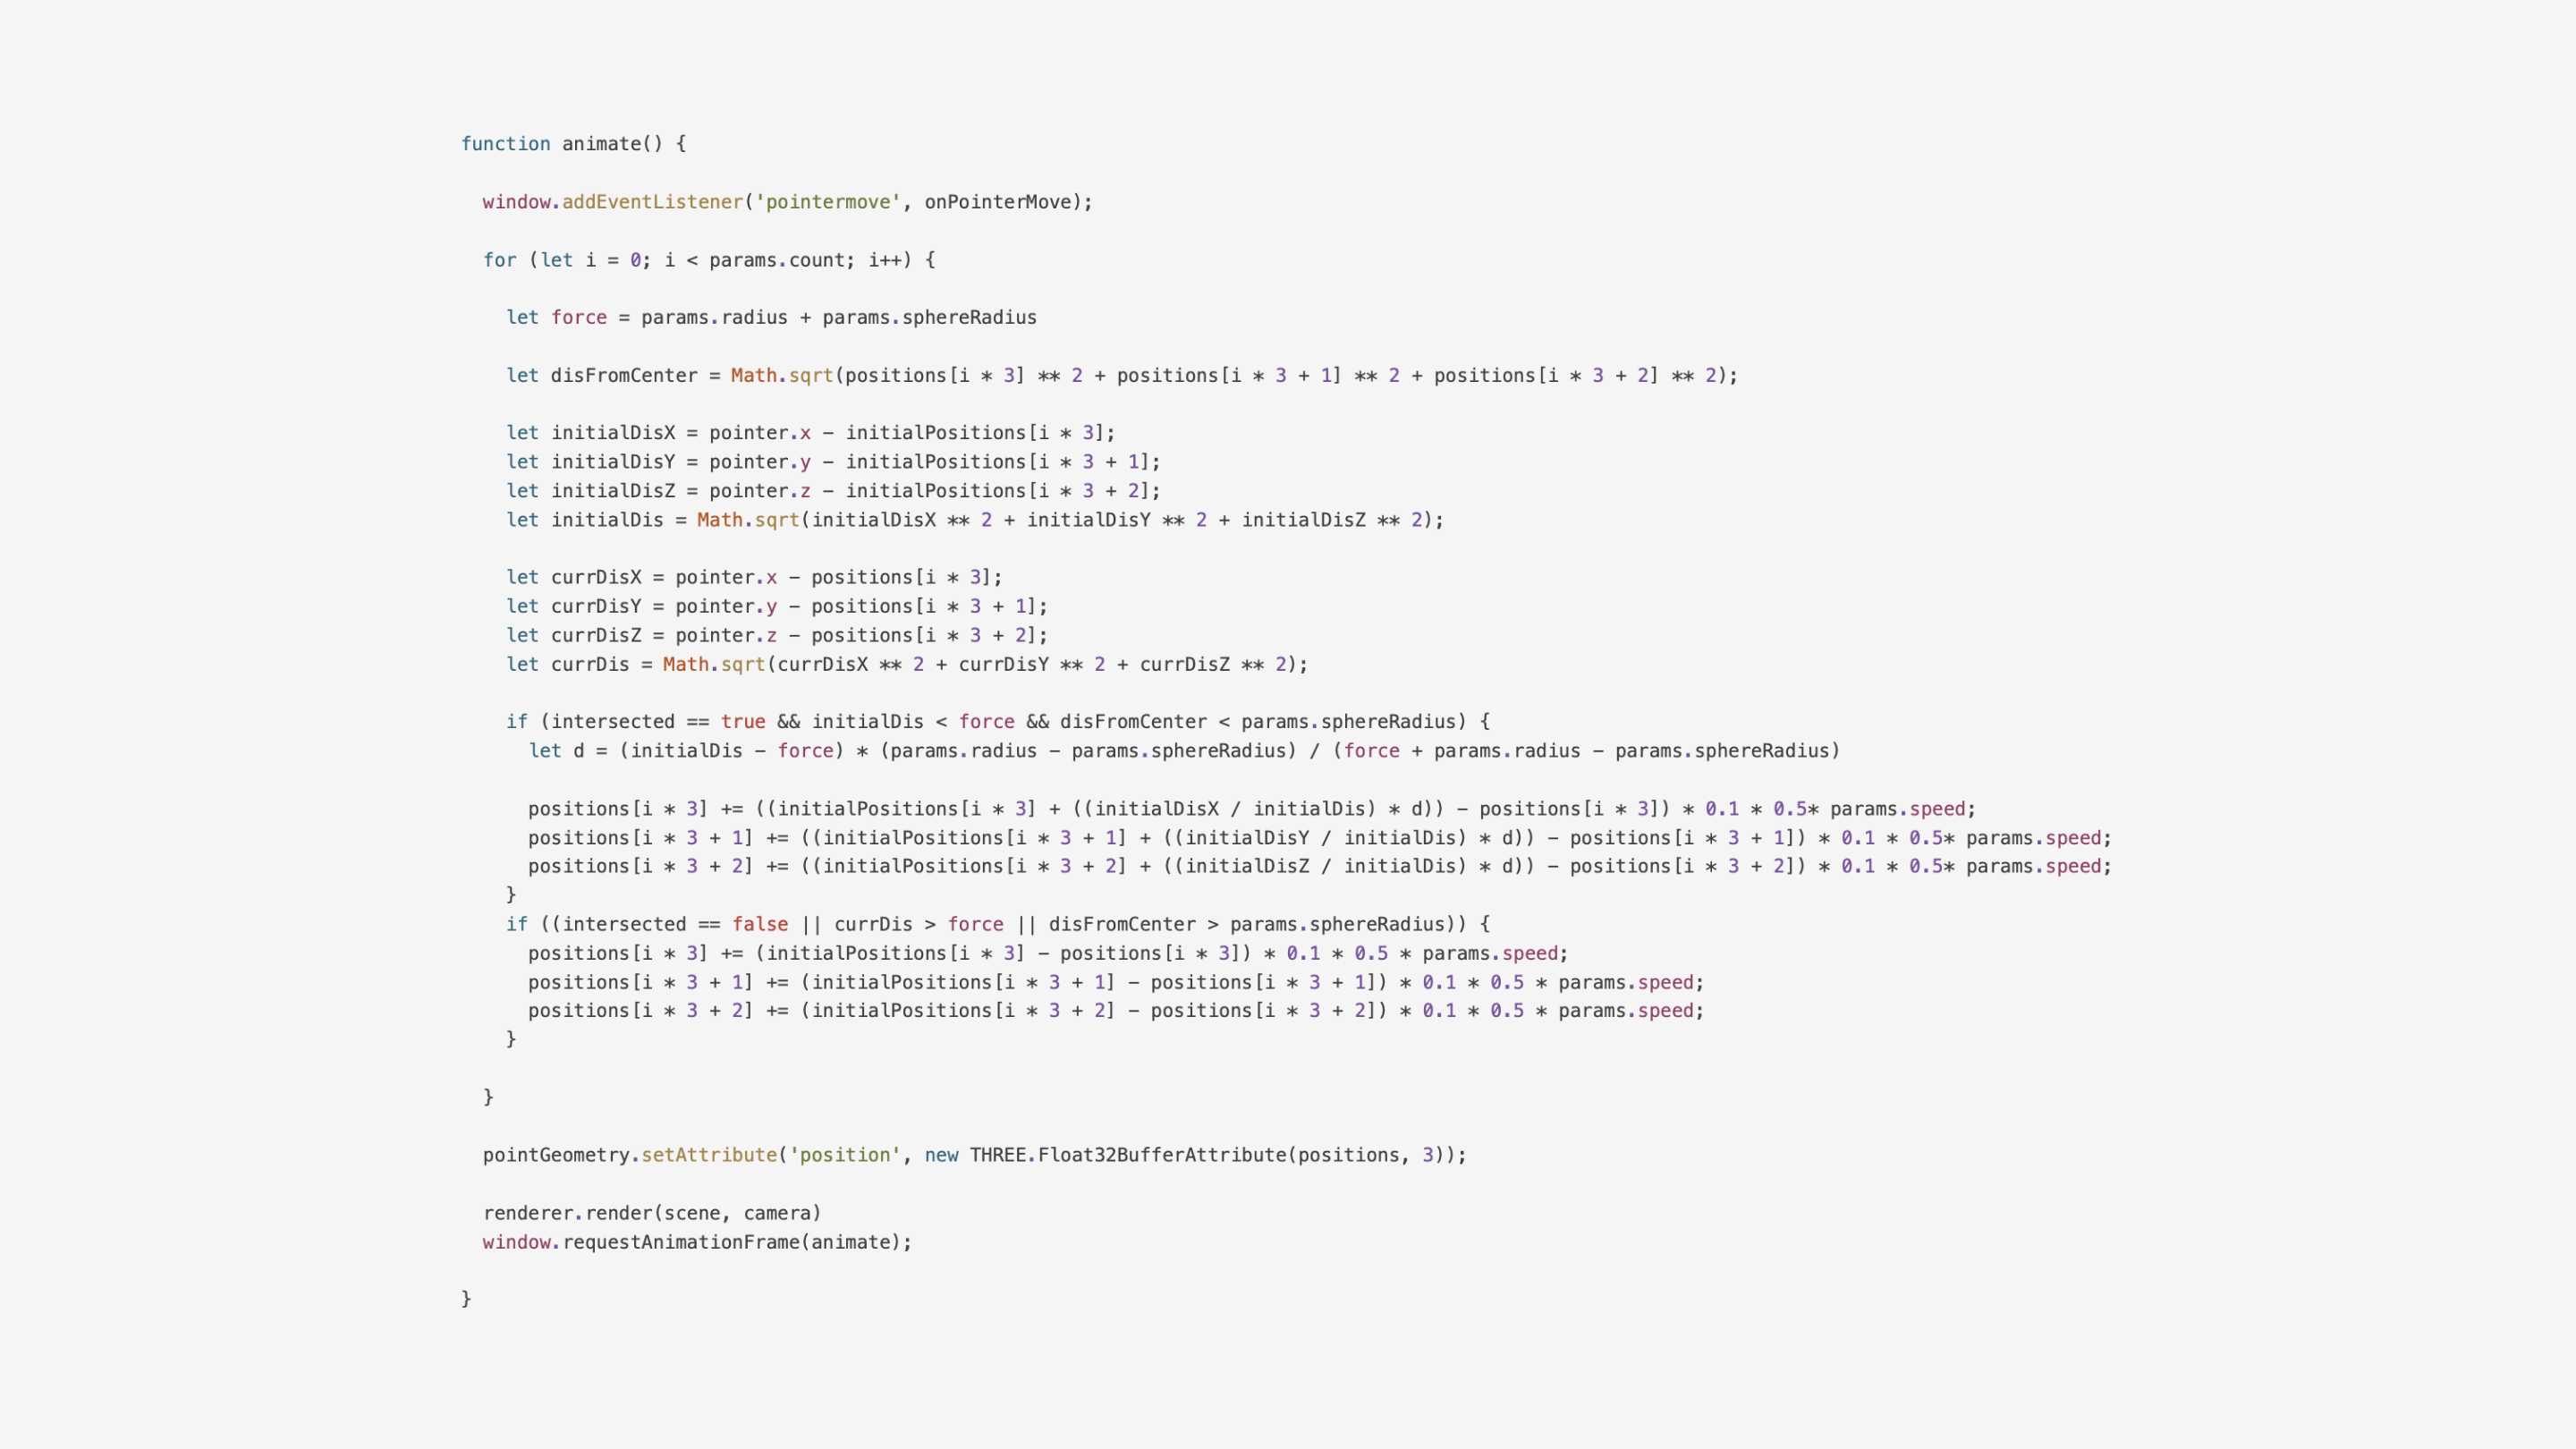 function animate() {
window.addEventListener('pointermove', onPointerMove);
for (let i = 0; i < params.count; i++) {
let force = params.radius + params.sphereRadius
let disFromCenter = Math.sqrt(positions[i * 3] ** 2 + positions[i * 3 + 1] ** 2 + positions[i * 3 + 2] ** 2);
let initialDisX = pointer.x - initialPositions[i * 3];
let initialDisY = pointer.y - initialPositions[i * 3 + 1];
let initialDisZ = pointer.z - initialPositions[i * 3 + 2];
let initialDis = Math.sqrt(initialDisX ** 2 + initialDisY ** 2 + initialDisZ ** 2);
let currDisX = pointer.x - positions[i * 3];
let currDisY = pointer.y - positions[i * 3 + 1];
let currDisZ = pointer.z - positions[i * 3 + 2];
let currDis = Math.sqrt(currDisX ** 2 + currDisY ** 2 + currDisZ ** 2);
if (intersected == true && initialDis < force && disFromCenter < params.sphereRadius) {
let d = (initialDis - force) * (params.radius - params.sphereRadius) / (force + params.radius - params.sphereRadius)
positions[i * 3] += ((initialPositions[i * 3] + ((initialDisX / initialDis) * d)) - positions[i * 3]) * 0.1 * 0.5* params.speed;
positions[i * 3 + 1] += ((initialPositions[i * 3 + 1] + ((initialDisY / initialDis) * d)) - positions[i * 3 + 1]) * 0.1 * 0.5* params.speed;
positions[i * 3 + 2] += ((initialPositions[i * 3 + 2] + ((initialDisZ / initialDis) * d)) - positions[i * 3 + 2]) * 0.1 * 0.5* params.speed;
}
if ((intersected == false || currDis > force || disFromCenter > params.sphereRadius)) {
positions[i * 3] += (initialPositions[i * 3] - positions[i * 3]) * 0.1 * 0.5 * params.speed;
positions[i * 3 + 1] += (initialPositions[i * 3 + 1] - positions[i * 3 + 1]) * 0.1 * 0.5 * params.speed;
positions[i * 3 + 2] += (initialPositions[i * 3 + 2] - positions[i * 3 + 2]) * 0.1 * 0.5 * params.speed;
}
}
pointGeometry.setAttribute('position', new THREE.Float32BufferAttribute(positions, 3));
renderer.render(scene, camera)
window.requestAnimationFrame(animate);
}